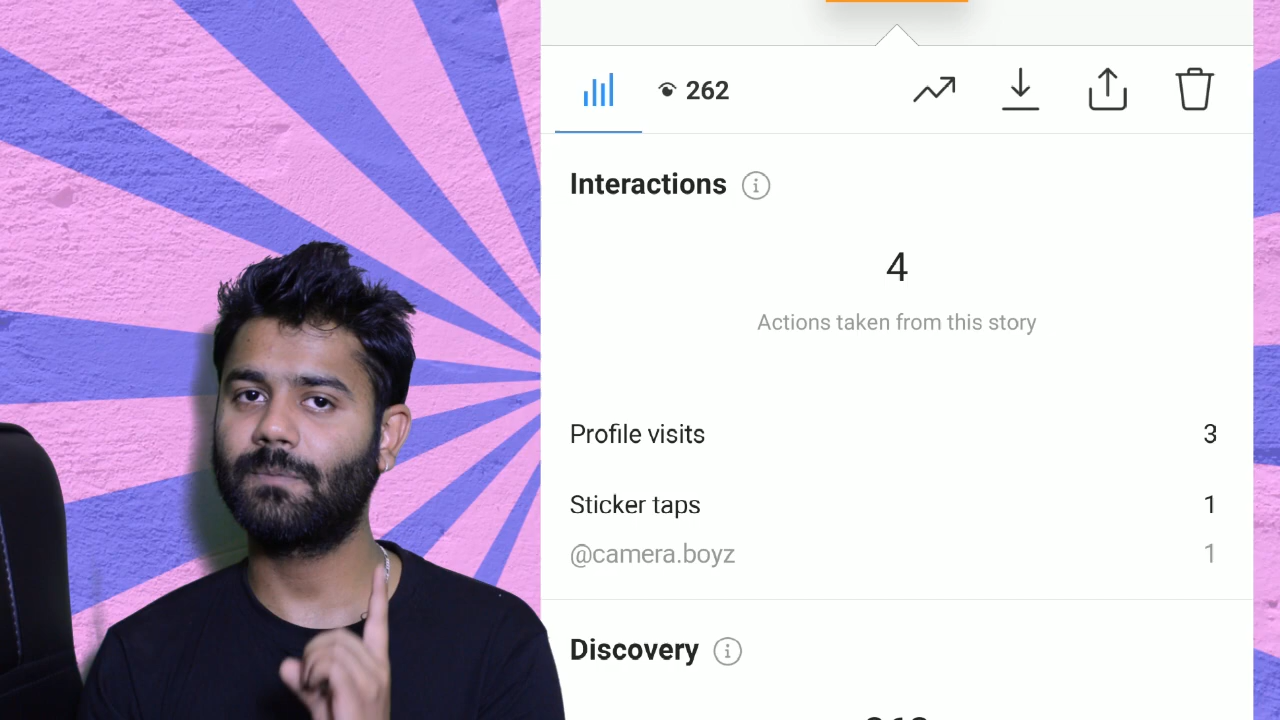 262
Interactions
4
Actions taken from this story
Profile visits 3
Sticker taps 1
@camera.boyz 1
Discovery